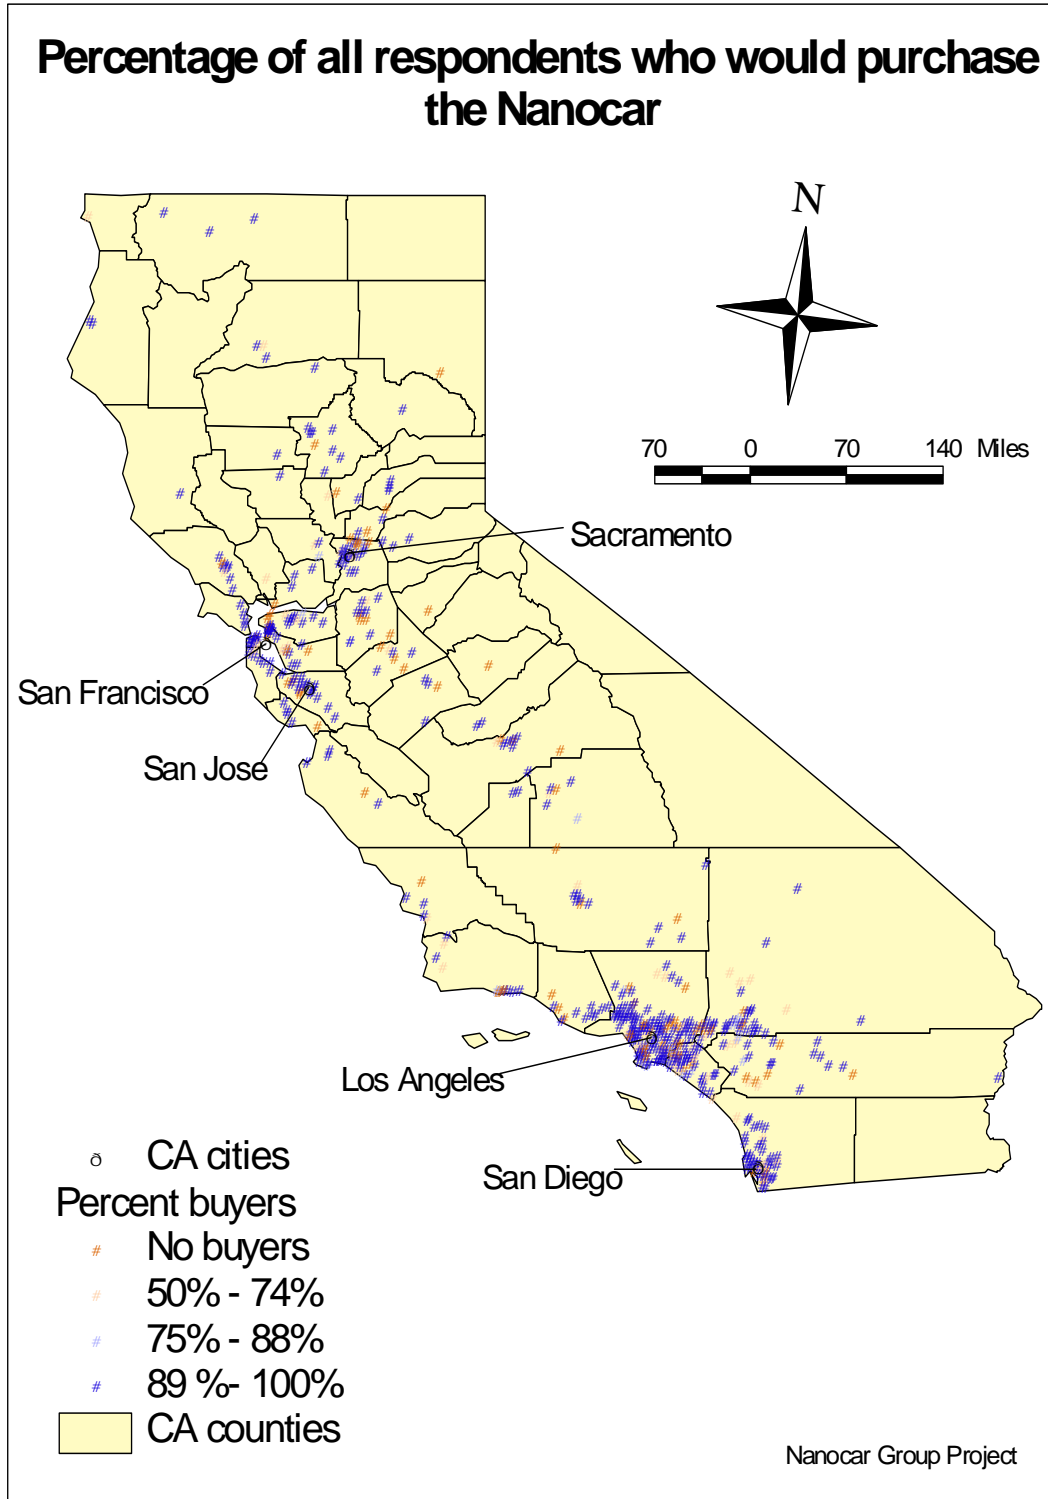 Percentage of all respondents who would purchase
the Nanocar
N
70 0 70 140 Miles
Sacramento
San Francisco
San Jose
Los Angeles
San Diego
ð CA cities
Percent buyers
# No buyers
# 50% - 74%
# 75% - 88%
# 89 %- 100%
CA counties
Nanocar Group Project